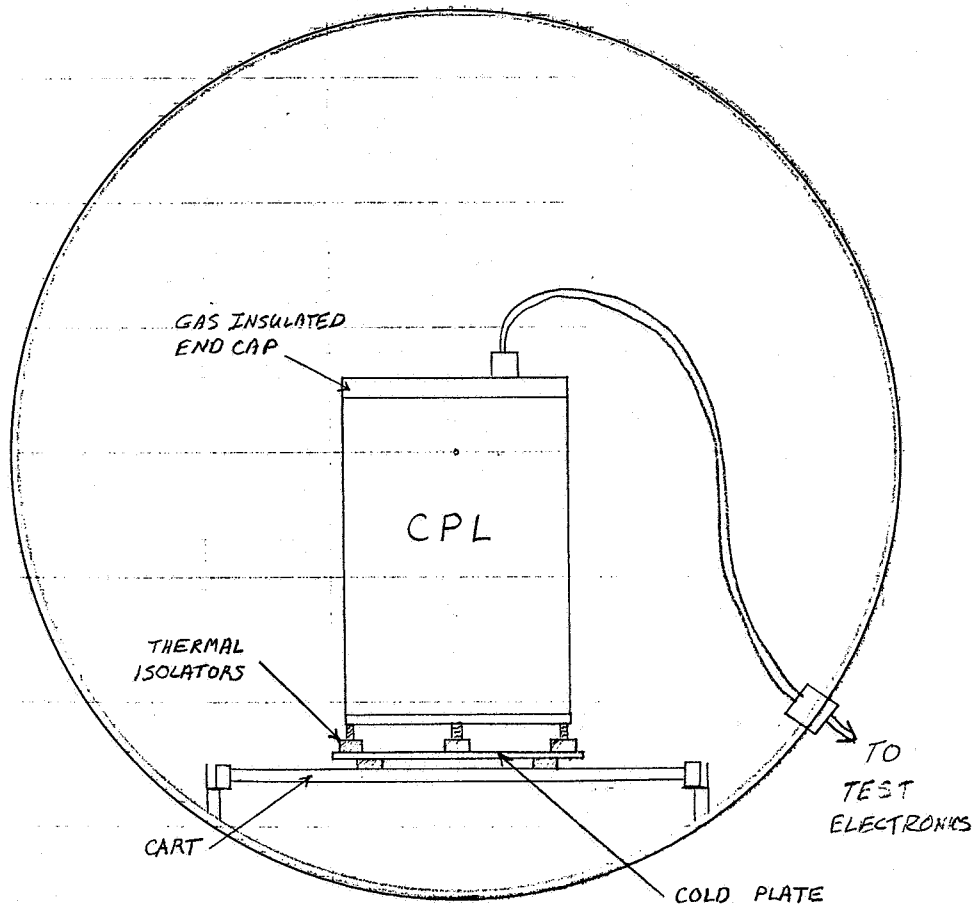 GAS INSULATED
END CAP
CPL
THERMAL
ISOLATORS
TO
TEST
ELECTRONICS
CART
COLD PLATE